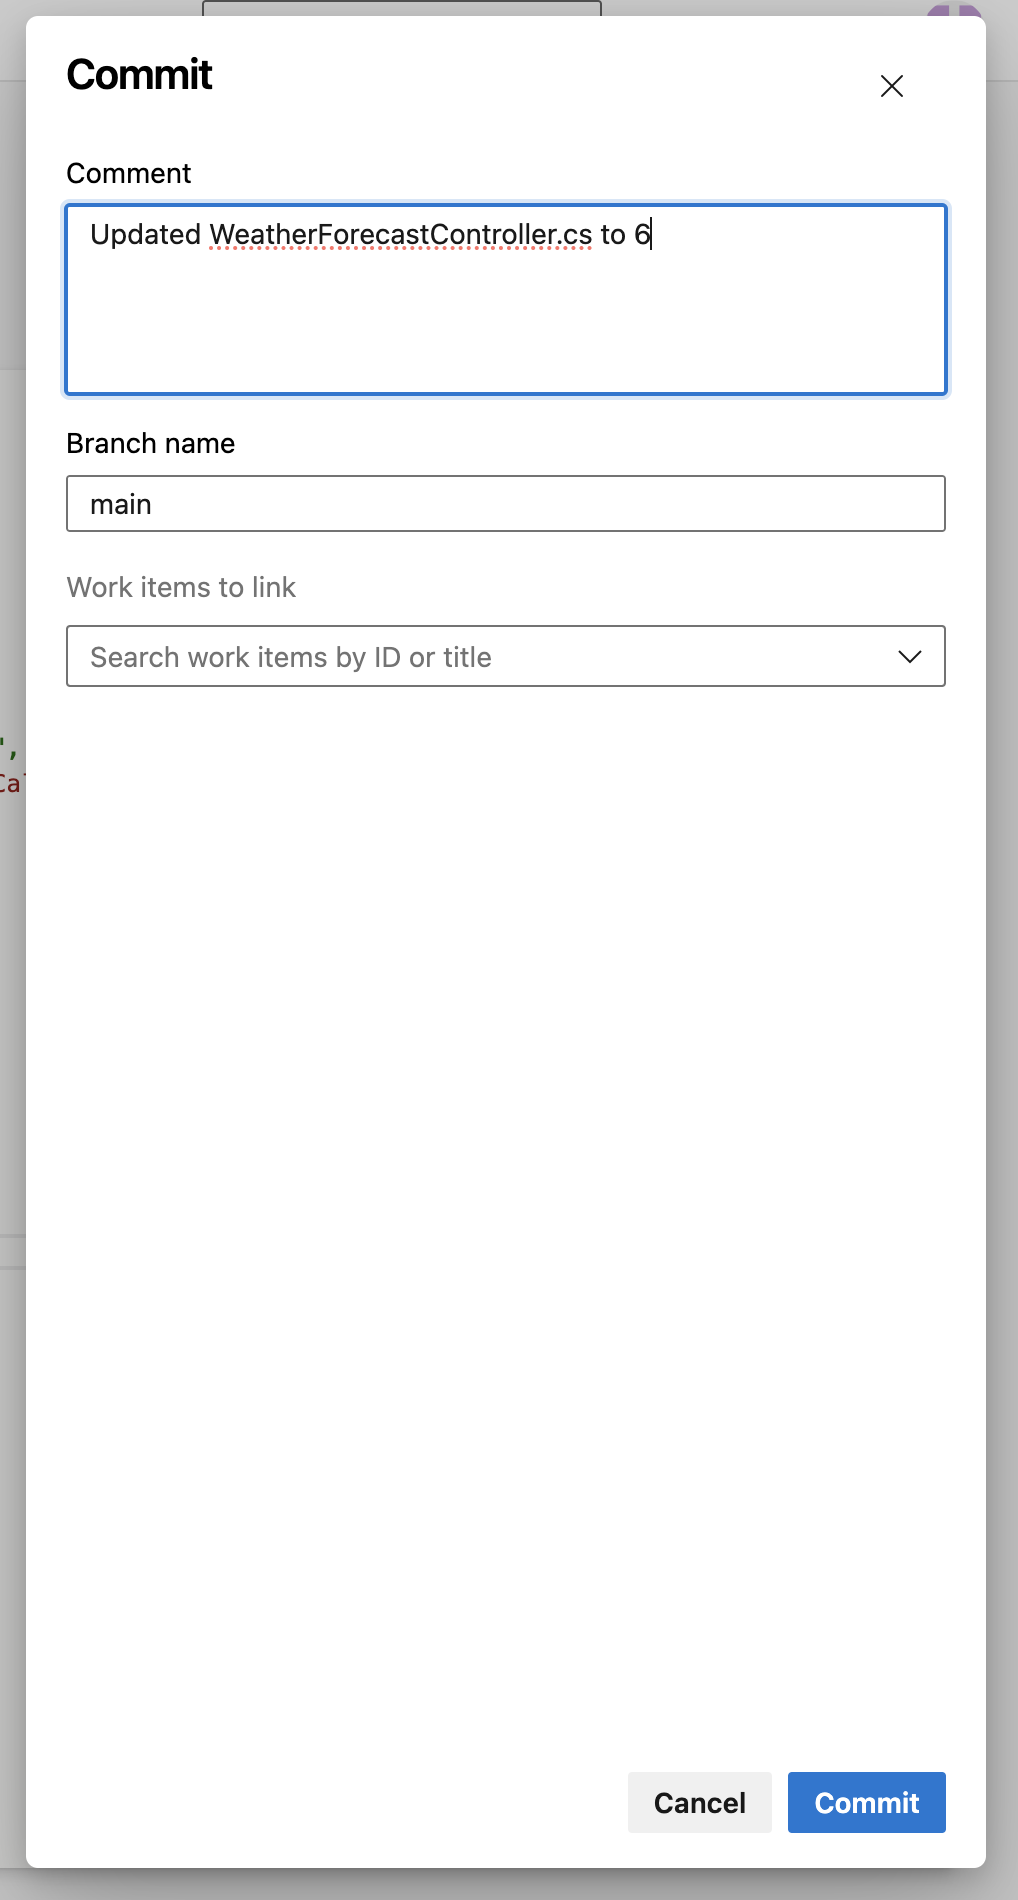 Commit
Comment
Updated WeatherForecastController.cs to 6
Branch name
main
Work items to link
Search work items by ID or title
",
Ca
Cancel
Commit